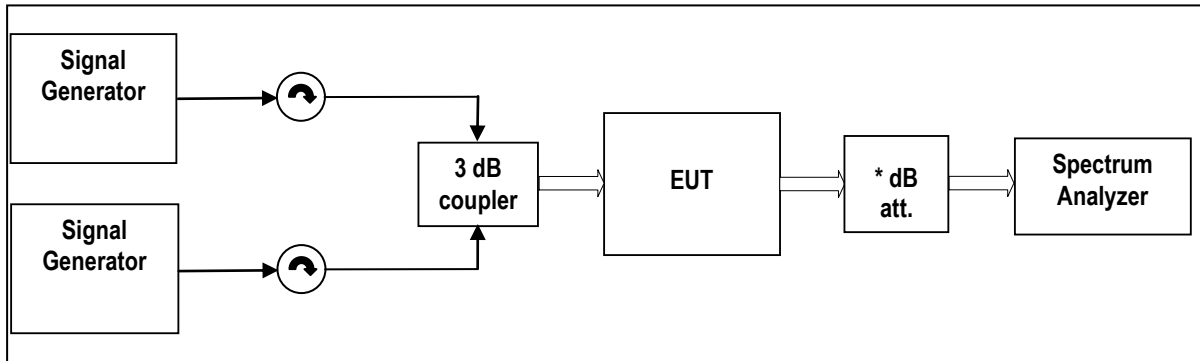 Signal
Generator
3 dB
coupler
EUT
* dB
att.
Spectrum
Analyzer
Signal
Generator